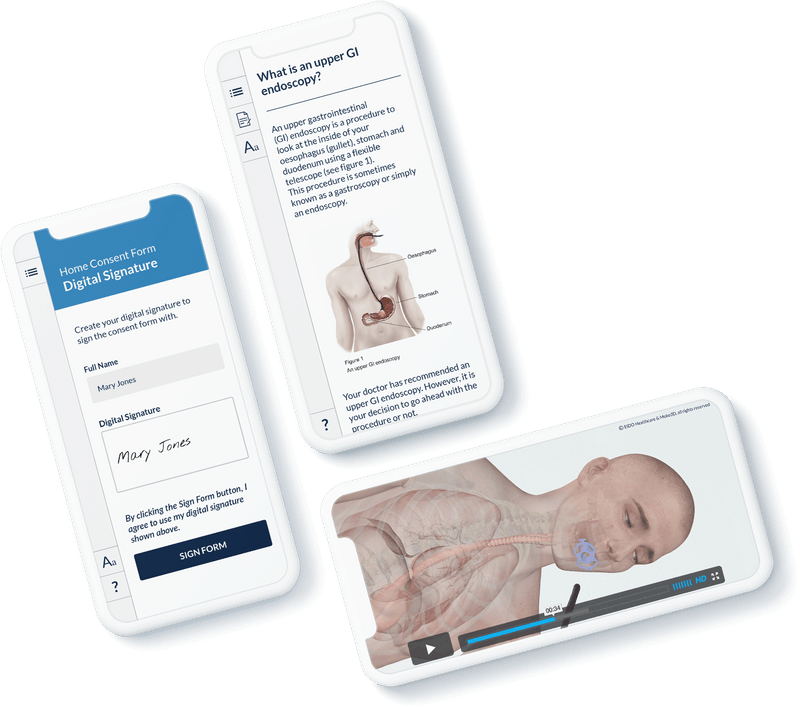 What is an upper GI
endoscopy?
An upper gastrointestinal
(GI) endoscopy is a procedure to
look at the inside of your
oesophagus (gullet), stomach and
duodenum using a flexible
telescope (see figure 1).
This procedure is sometimes
known as a gastroscopy or simply
an endoscopy.
Oesophagus
Stomach
Duodenum
Figure 1
An upper GI endoscopy
Your doctor has recommended an
upper GI endoscopy. However, it is
your decision to go ahead with the
procedure or not.
Aa
?
Home Consent Form
Digital Signature
Create your digital signature to
sign the consent form with.
Full Name
Mary Jones
Digital Signature
Mary Jones
By clicking the Sign Form button, I
agree to use my digital signature
shown above.
SIGN FORM
Aa
?
© EIDO Healthcare & Motec3D, all rights reserved
00:34
HD